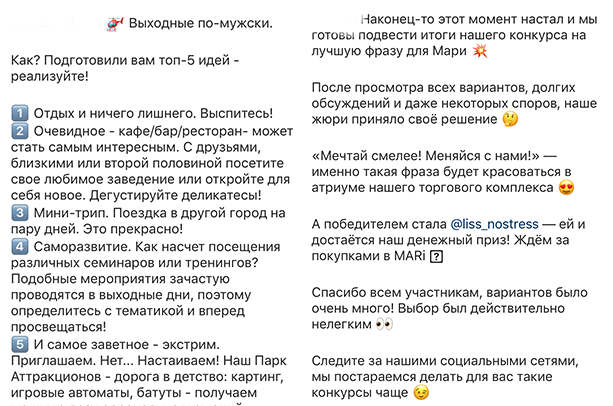 🚁 Выходные по-мужски.
Как? Подготовили вам топ-5 идей -
реализуйте!
1️⃣ Отдых и ничего лишнего. Выспитесь!
2️⃣ Очевидное - кафе/бар/ресторан- может
стать самым интересным. С друзьями,
близкими или второй половиной посетите
свое любимое заведение или откройте для
себя новое. Дегустируйте деликатесы!
3️⃣ Мини-трип. Поездка в другой город на
пару дней. Это прекрасно!
4️⃣ Саморазвитие. Как насчет посещения
различных семинаров или тренингов?
Подобные мероприятия зачастую
проводятся в выходные дни, поэтому
определитесь с тематикой и вперед
просвещаться!
5️⃣ И самое заветное - экстрим.
Приглашаем. Нет... Настаиваем! Наш Парк
Аттракционов - дорога в детство: картинг,
игровые автоматы, батуты - получаем
Наконец-то этот момент настал и мы
готовы подвести итоги нашего конкурса на
лучшую фразу для Мари 💥
После просмотра всех вариантов, долгих
обсуждений и даже некоторых споров, наше
жюри приняло своё решение 🤔
«Мечтай смелее! Меняйся с нами!» —
именно такая фраза будет красоваться в
атриуме нашего торгового комплекса 😍
А победителем стала @liss_nostress — ей и
достаётся наш денежный приз! Ждём за
покупками в MARi
Спасибо всем участникам, вариантов было
очень много! Выбор был действительно
нелегким 👀
Следите за нашими социальными сетями,
мы постараемся делать для вас такие
конкурсы чаще 😉